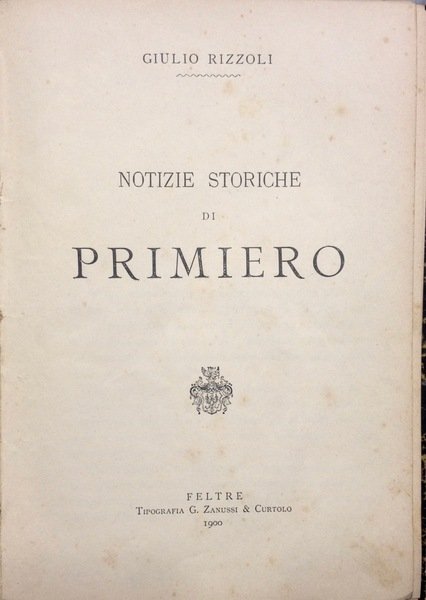 GIULIO RIZZOLI
NOTIZIE STORICHE
DI
PRIMIERO
FELTRE
Tipografia G. Zanussi & Curtolo
1900